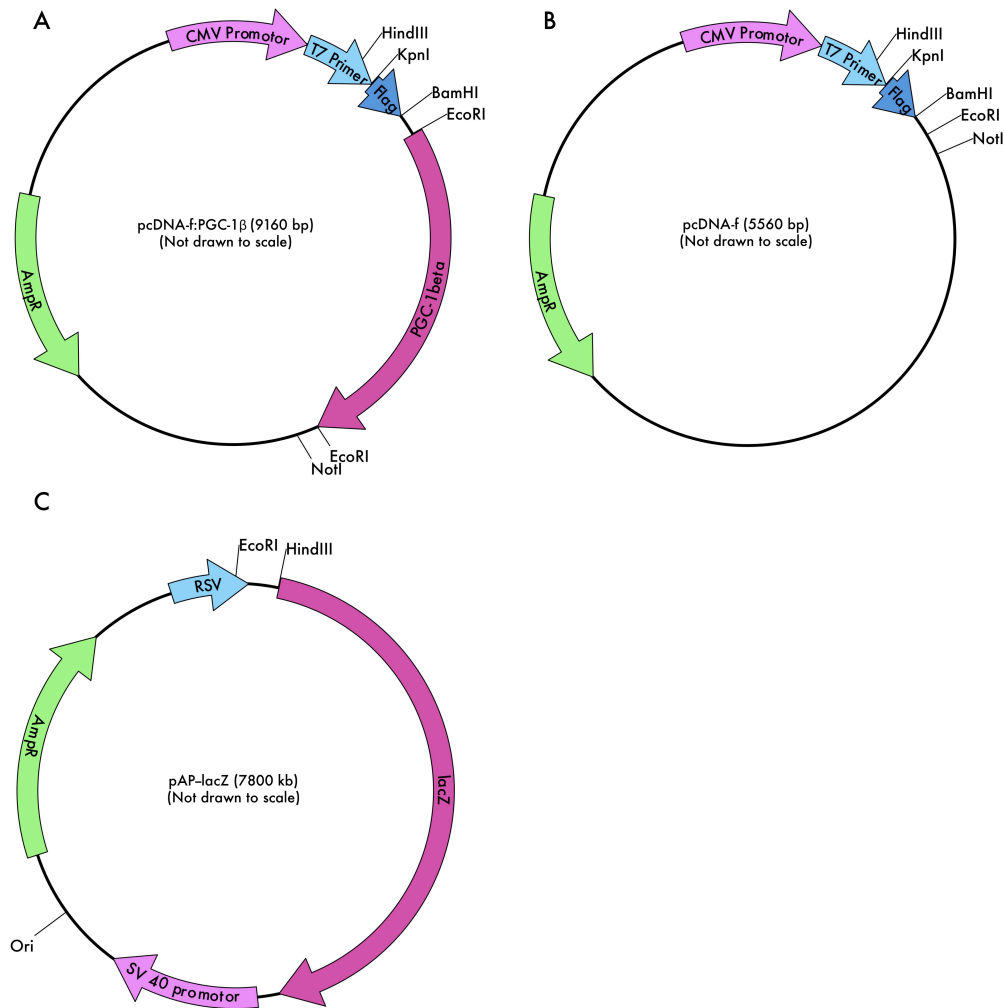 A
CMV Promotor
T7 Primer
HindIII
KpnI
Flag
BamHI
EcoRI
pcDNA-f:PGC-1β (9160 bp)
(Not drawn to scale)
AmpR
PGC-1beta
EcoRI
NotI
B
CMV Promotor
T7 Primer
HindIII
KpnI
Flag
BamHI
EcoRI
NotI
pcDNA-f (5560 bp)
(Not drawn to scale)
AmpR
C
RSV
EcoRI
HindIII
AmpR
pAP-lacZ (7800 kb)
(Not drawn to scale)
lacZ
Ori
SV 40 promotor